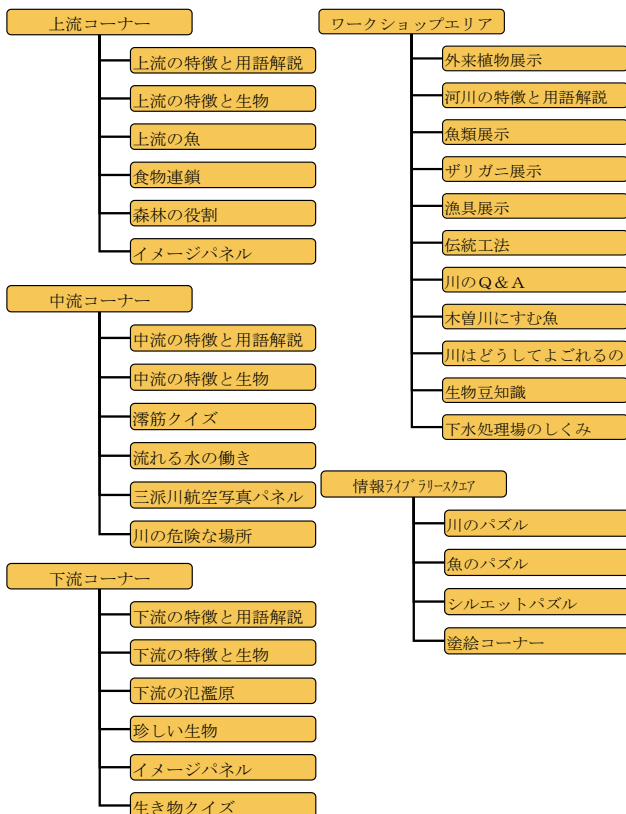 上流コーナー
上流の特徴と用語解説
上流の特徴と生物
上流の魚
食物連鎖
森林の役割
イメージパネル
中流コーナー
中流の特徴と用語解説
中流の特徴と生物
澪筋クイズ
流れる水の働き
三派川航空写真パネル
川の危険な場所
下流コーナー
下流の特徴と用語解説
下流の特徴と生物
下流の氾濫原
珍しい生物
イメージパネル
生き物クイズ
ワークショップエリア
外来植物展示
河川の特徴と用語解説
魚類展示
ザリガニ展示
漁具展示
伝統工法
川のQ&A
木曽川にすむ魚
川はどうしてよごれるの
生物豆知識
下水処理場のしくみ
情報ライブラリースクエア
川のパズル
魚のパズル
シルエットパズル
塗絵コーナー